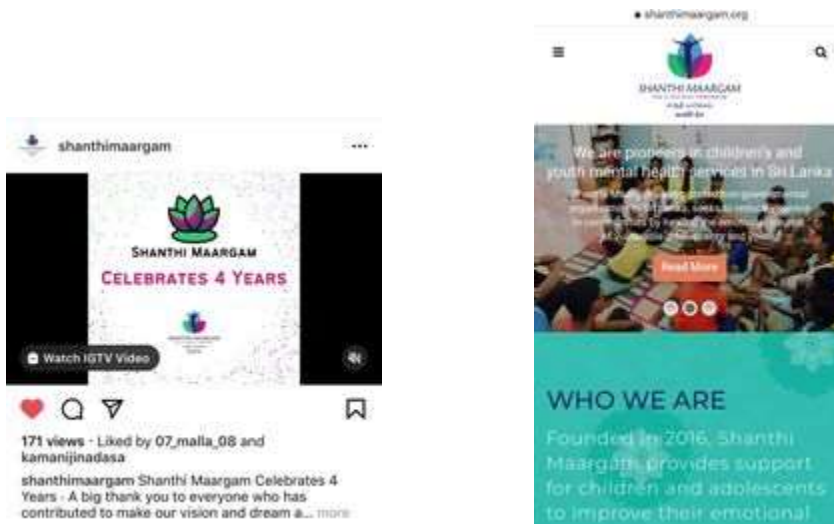 shanthimaargam
SHANTHI MAARGAM
CELEBRATES 4 YEARS
Watch IGTV Video
171 views · Liked by 07_malla_08 and
kamanijinadasa
shanthimaargam Shanthi Maargam Celebrates 4
Years - A big thank you to everyone who has
contributed to make our vision and dream a... more
shanthimaargam.org
SHANTHI MAARGAM
We are pioneers in children's and
youth mental health services in Sri Lanka
Read More
WHO WE ARE
Founded in 2016, Shanthi
Maargam provides support
for children and adolescents
to improve their emotional